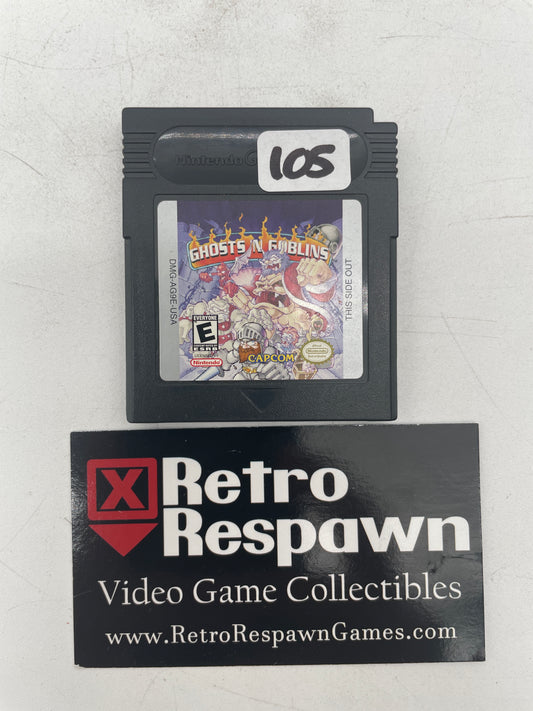 Nintendo G
105
GHOSTS 'N GOBLINS
DMG-AG9E-USA
THIS SIDE OUT
EVERYONE
E
ESRB
Nintendo
CAPCOM
X Retro
Respawn
Video Game Collectibles
www.RetroRespawnGames.com